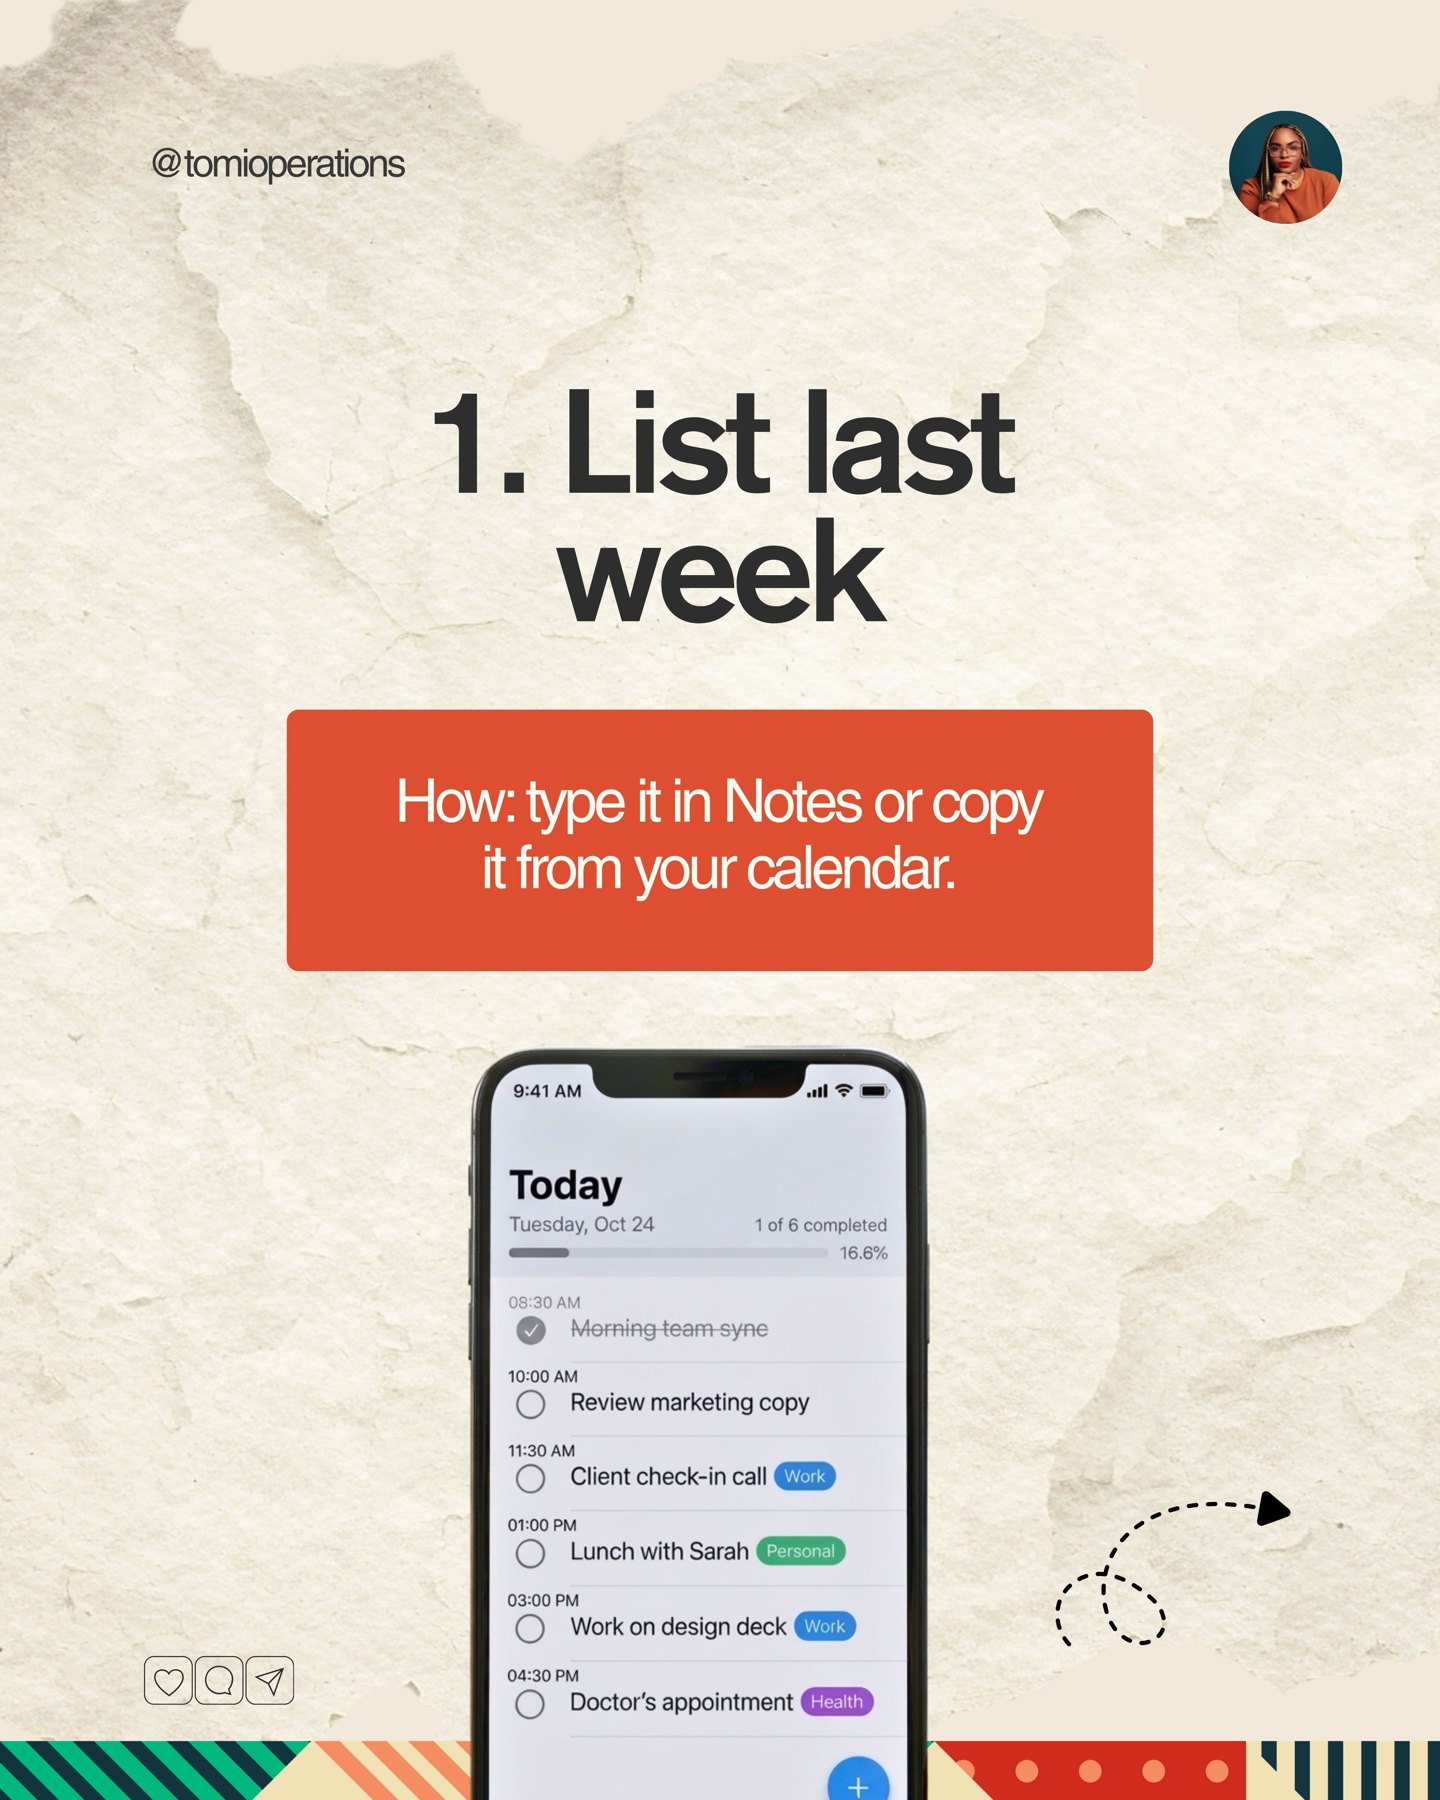 @tomioperations
1. List last
week
How: type it in Notes or copy
it from your calendar.
9:41 AM
Today
Tuesday, Oct 24
1 of 6 completed
16.6%
08:30 AM
Morning team sync
10:00 AM
Review marketing copy
11:30 AM
Client check-in call Work
01:00 PM
Lunch with Sarah Personal
03:00 PM
Work on design deck Work
04:30 PM
Doctor's appointment Health
+